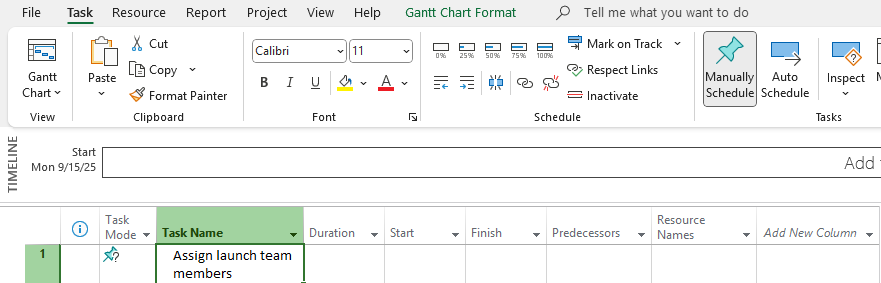 File Task Resource Report Project View Help Gantt Chart Format Tell me what you want to do
Gantt
Chart
View
Paste
Cut
Copy
Format Painter
Clipboard
Calibri 11
B I U A
Font
0% 25% 50% 75% 100%
Mark on Track
Respect Links
Inactivate
Schedule
Manually
Schedule
Auto
Schedule
Inspect
Tasks
TIMELINE
Start
Mon 9/15/25
Add
Task
Mode
Task Name
Duration
Start
Finish
Predecessors
Resource
Names
Add New Column
1
Assign launch team
members